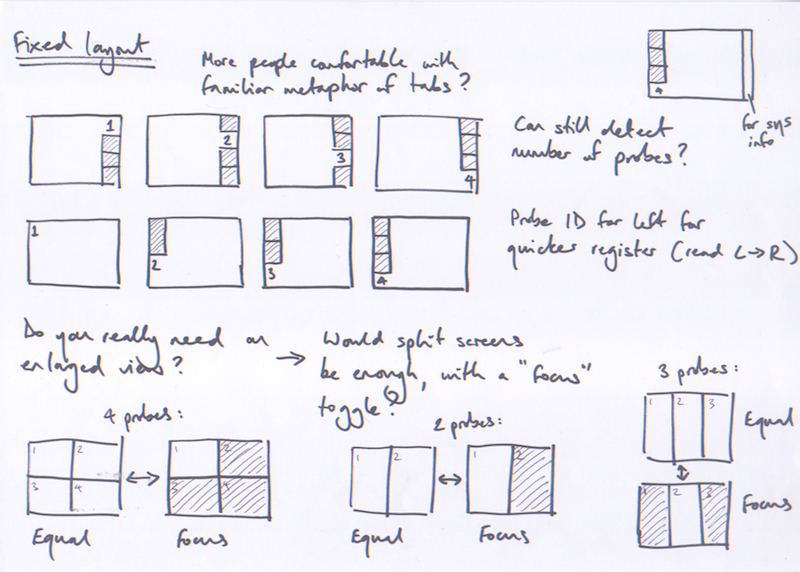 Fixed layout
More people comfortable with
familiar metaphor of tabs?
4
for sys
info
1
2
3
4
Can still detect
number of probes?
1
2
3
4
Probe ID far left for
quicker register (read L→R)
Do you really need an
enlarged view?
→
Would split screens
be enough, with a "focus"
toggle?
4 probes:
1 2
3 4
Equal
1 2
3 4
Focus
2 probes:
1 2
Equal
1 2
Focus
3 probes:
1 2 3
Equal
1 2 3
Focus